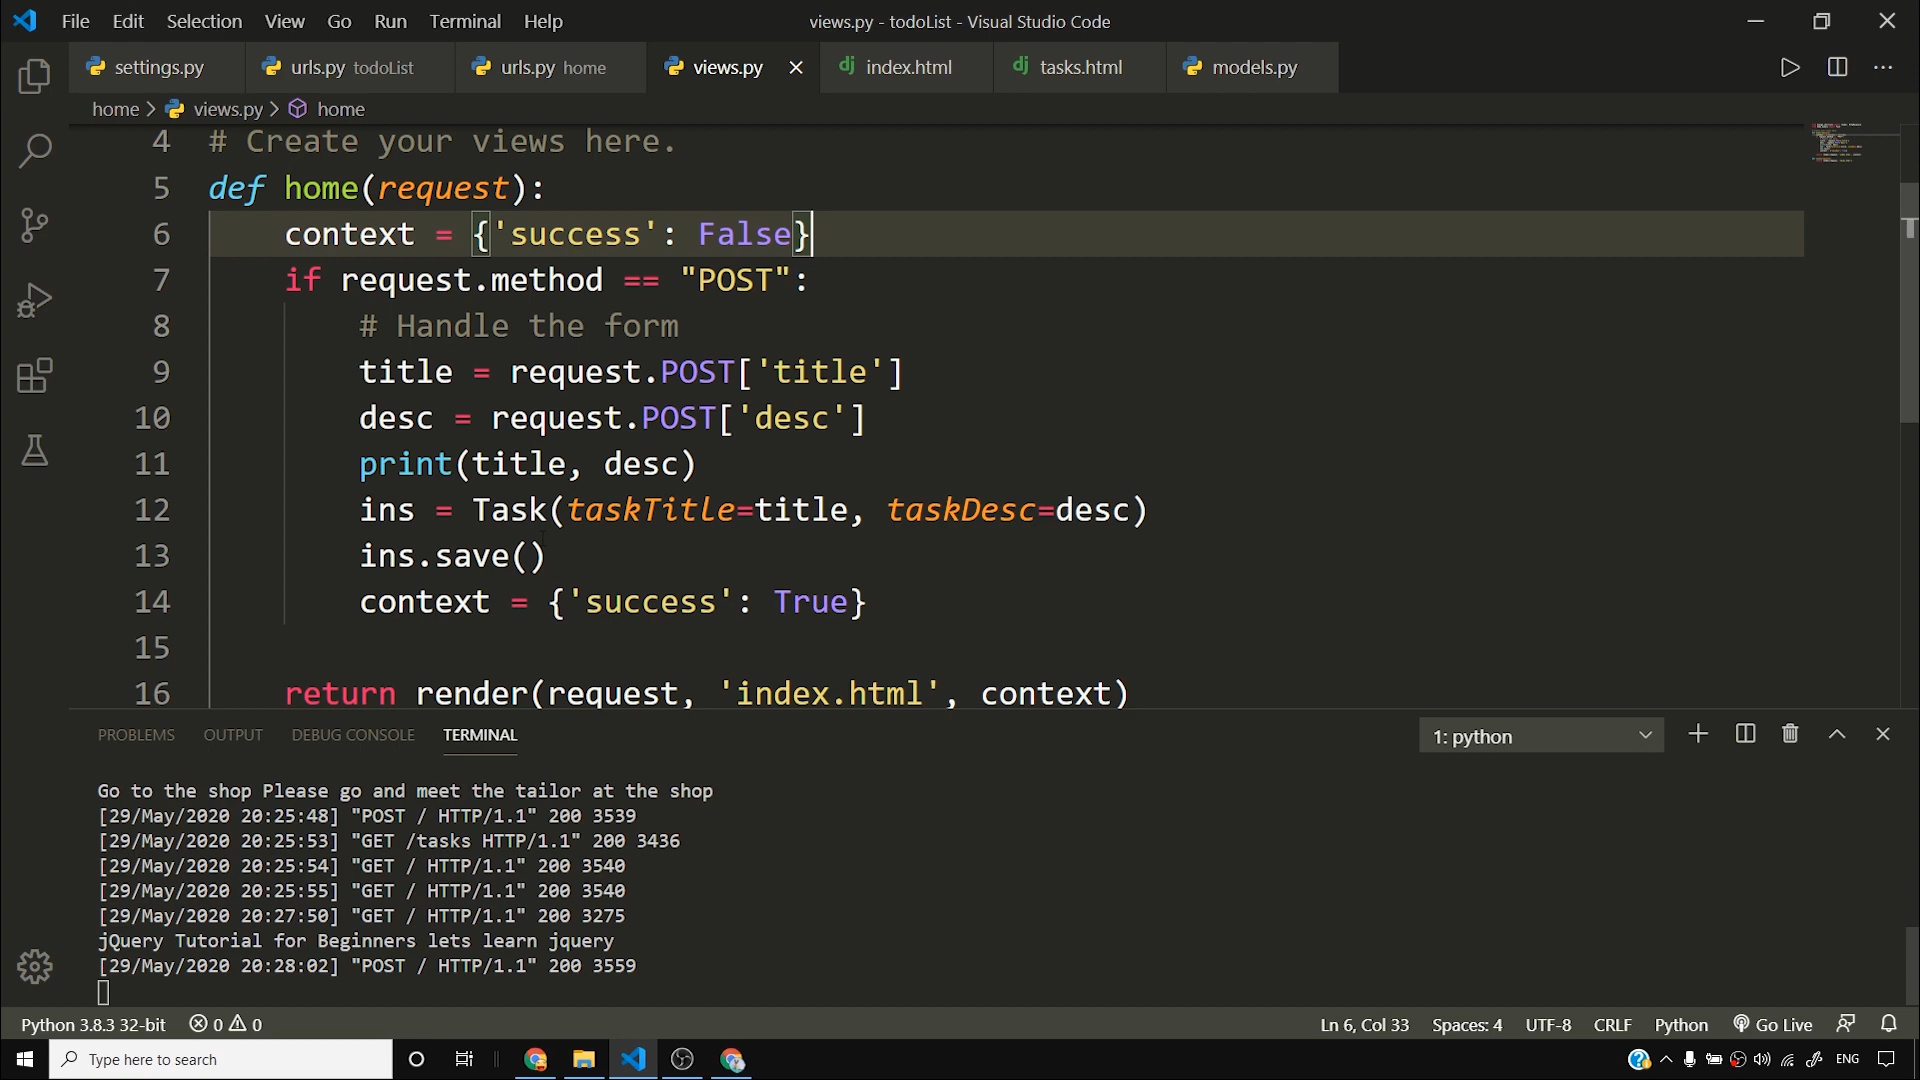 File Edit Selection View Go Run Terminal Help
views.py - todoList - Visual Studio Code
settings.py
urls.py todoList
urls.py home
views.py
index.html
tasks.html
models.py
home > views.py > home
4 # Create your views here.
5 def home(request):
6 context = {'success': False}
7 if request.method == "POST":
8 # Handle the form
9 title = request.POST['title']
10 desc = request.POST['desc']
11 print(title, desc)
12 ins = Task(taskTitle=title, taskDesc=desc)
13 ins.save()
14 context = {'success': True}
15
16 return render(request, 'index.html', context)
PROBLEMS OUTPUT DEBUG CONSOLE TERMINAL
1: python
Go to the shop Please go and meet the tailor at the shop
[29/May/2020 20:25:48] "POST / HTTP/1.1" 200 3539
[29/May/2020 20:25:53] "GET /tasks HTTP/1.1" 200 3436
[29/May/2020 20:25:54] "GET / HTTP/1.1" 200 3540
[29/May/2020 20:25:55] "GET / HTTP/1.1" 200 3540
[29/May/2020 20:27:50] "GET / HTTP/1.1" 200 3275
jQuery Tutorial for Beginners lets learn jquery
[29/May/2020 20:28:02] "POST / HTTP/1.1" 200 3559
Python 3.8.3 32-bit 0 0
Ln 6, Col 33 Spaces: 4 UTF-8 CRLF Python Go Live
Type here to search
ENG